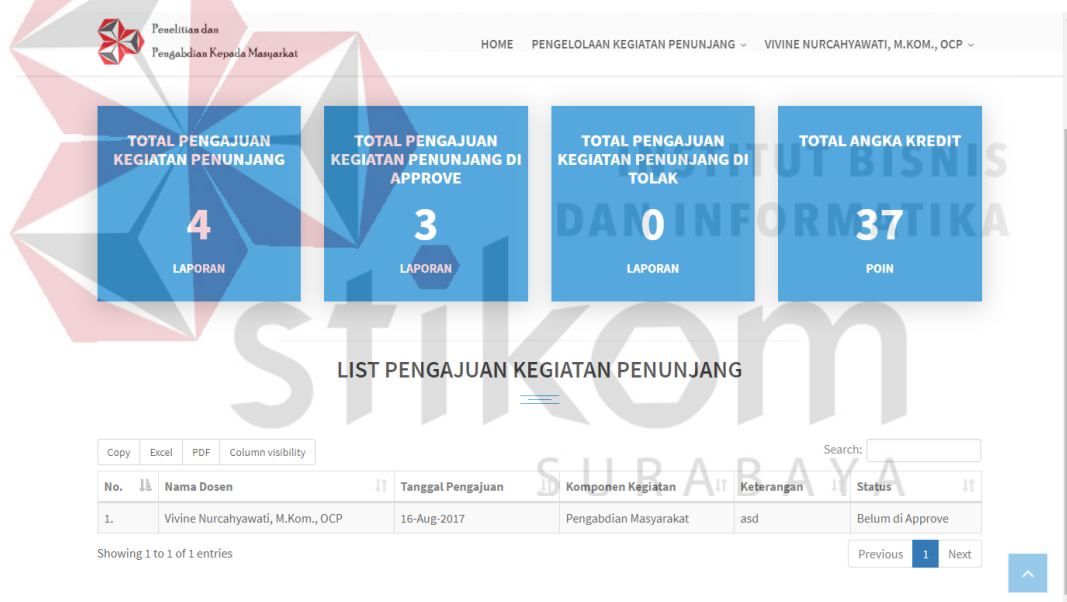 Penelitian dan
Pengabdian Kepada Masyarkat
HOME PENGELOLAAN KEGIATAN PENUNJANG VIVINE NURCAHYAWATI, M.KOM., OCP
TOTAL PENGAJUAN
KEGIATAN PENUNJANG
4
LAPORAN
TOTAL PENGAJUAN
KEGIATAN PENUNJANG DI
APPROVE
3
LAPORAN
TOTAL PENGAJUAN
KEGIATAN PENUNJANG DI
TOLAK
0
LAPORAN
TOTAL ANGKA KREDIT
37
POIN
INSTITUT BISNIS
DAN INFORMATIKA
stikom
SURABAYA
LIST PENGAJUAN KEGIATAN PENUNJANG
Copy Excel PDF Column visibility Search:
No. Nama Dosen Tanggal Pengajuan Komponen Kegiatan Keterangan Status
1. Vivine Nurcahyawati, M.Kom., OCP 16-Aug-2017 Pengabdian Masyarakat asd Belum di Approve
Showing 1 to 1 of 1 entries Previous 1 Next